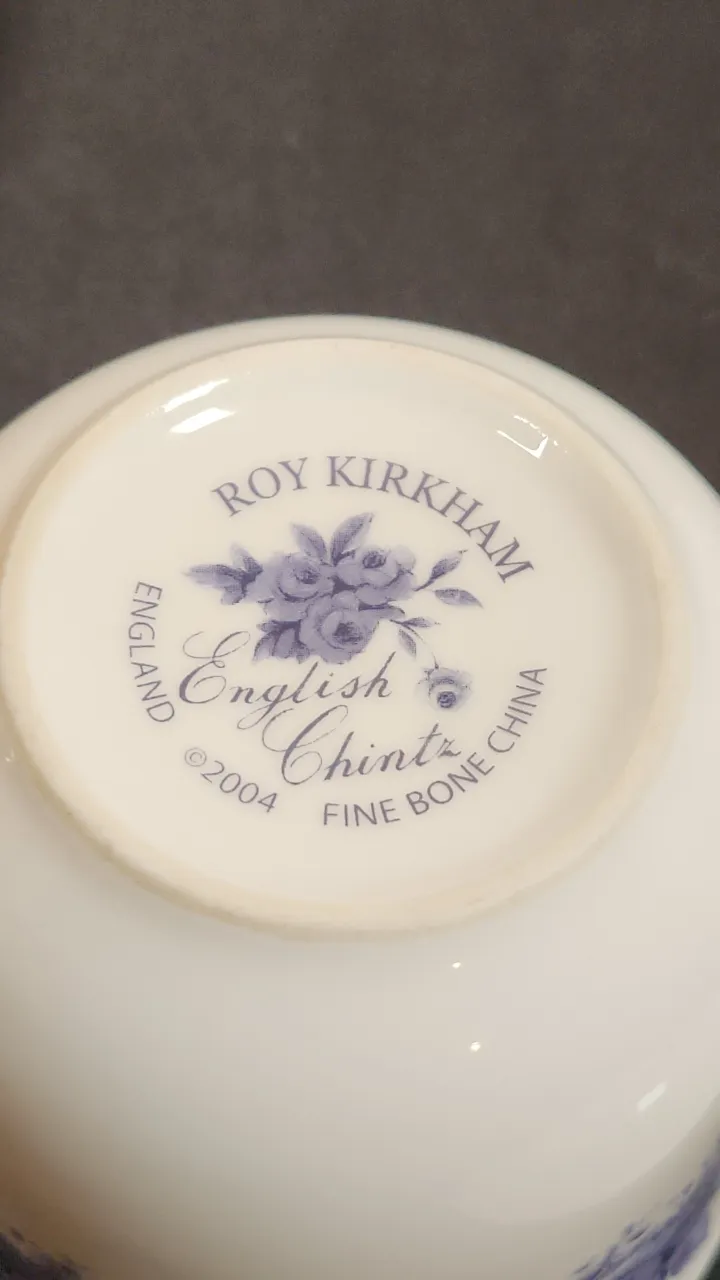 ROY KIRKHAM
English
Chintz
ENGLAND
©2004
FINE BONE CHINA